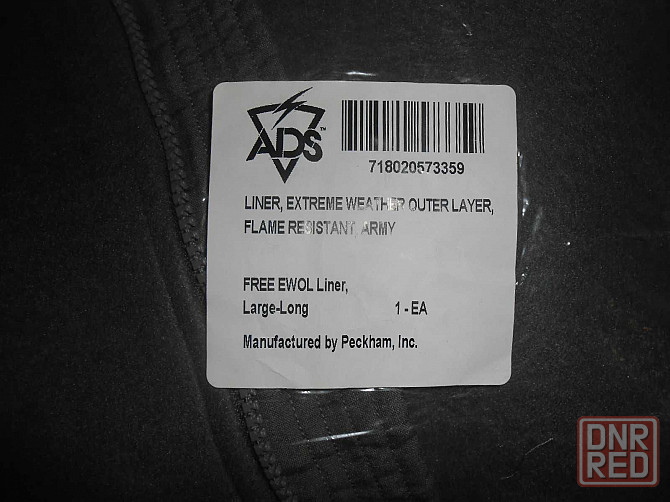 ADS™
718020573359
LINER, EXTREME WEATHER OUTER LAYER,
FLAME RESISTANT, ARMY
FREE EWOL Liner,
Large-Long 1 - EA
Manufactured by Peckham, Inc.
DNR
RED